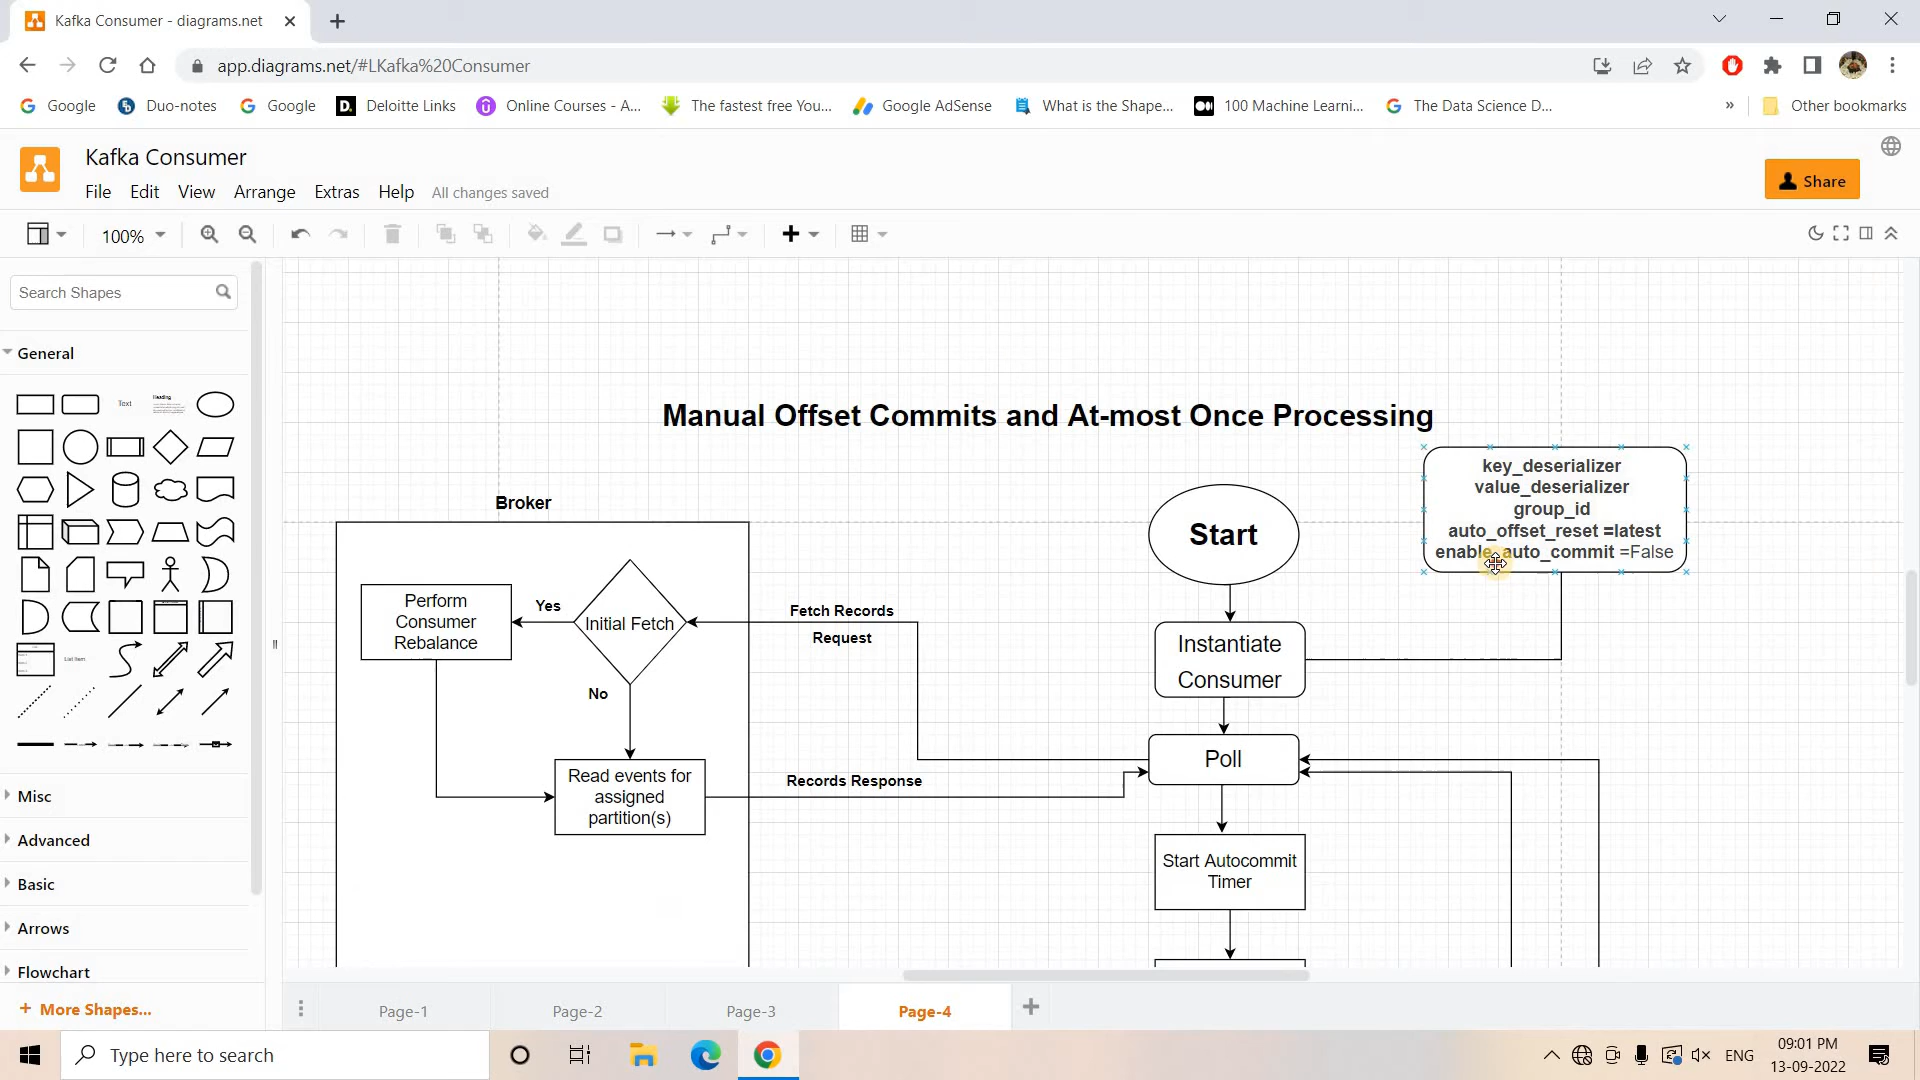 Kafka Consumer - diagrams.net
app.diagrams.net/#LKafka%20Consumer
Google
Duo-notes
Google
Deloitte Links
Online Courses - A...
The fastest free You...
Google AdSense
What is the Shape...
100 Machine Learni...
The Data Science D...
»
Other bookmarks
Kafka Consumer
File
Edit
View
Arrange
Extras
Help
All changes saved
Share
100%
Search Shapes
General
Text
Heading
List Item
Misc
Advanced
Basic
Arrows
Flowchart
+ More Shapes...
Manual Offset Commits and At-most Once Processing
key_deserializer
value_deserializer
group_id
auto_offset_reset =latest
enable_auto_commit =False
Broker
Start
Perform
Consumer
Rebalance
Yes
Initial Fetch
No
Fetch Records
Request
Instantiate
Consumer
Poll
Read events for
assigned
partition(s)
Records Response
Start Autocommit
Timer
Page-1
Page-2
Page-3
Page-4
Type here to search
ENG
09:01 PM
13-09-2022